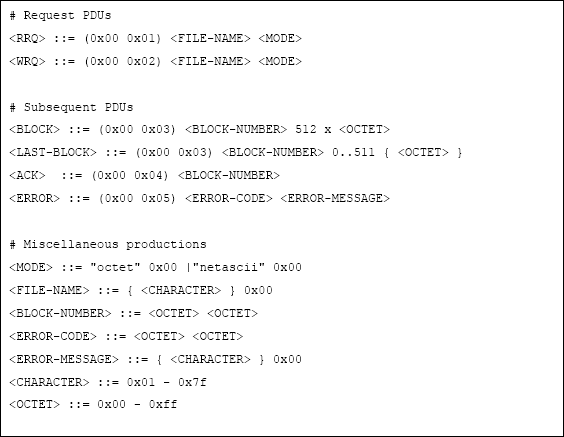 # Request PDUs
<RRQ> ::= (0x00 0x01) <FILE-NAME> <MODE>
<WRQ> ::= (0x00 0x02) <FILE-NAME> <MODE>
# Subsequent PDUs
<BLOCK> ::= (0x00 0x03) <BLOCK-NUMBER> 512 x <OCTET>
<LAST-BLOCK> ::= (0x00 0x03) <BLOCK-NUMBER> 0..511 { <OCTET> }
<ACK>  ::= (0x00 0x04) <BLOCK-NUMBER>
<ERROR> ::= (0x00 0x05) <ERROR-CODE> <ERROR-MESSAGE>
# Miscellaneous productions
<MODE> ::= "octet" 0x00 |"netascii" 0x00
<FILE-NAME> ::= { <CHARACTER> } 0x00
<BLOCK-NUMBER> ::= <OCTET> <OCTET>
<ERROR-CODE> ::= <OCTET> <OCTET>
<ERROR-MESSAGE> ::= { <CHARACTER> } 0x00
<CHARACTER> ::= 0x01 - 0x7f
<OCTET> ::= 0x00 - 0xff